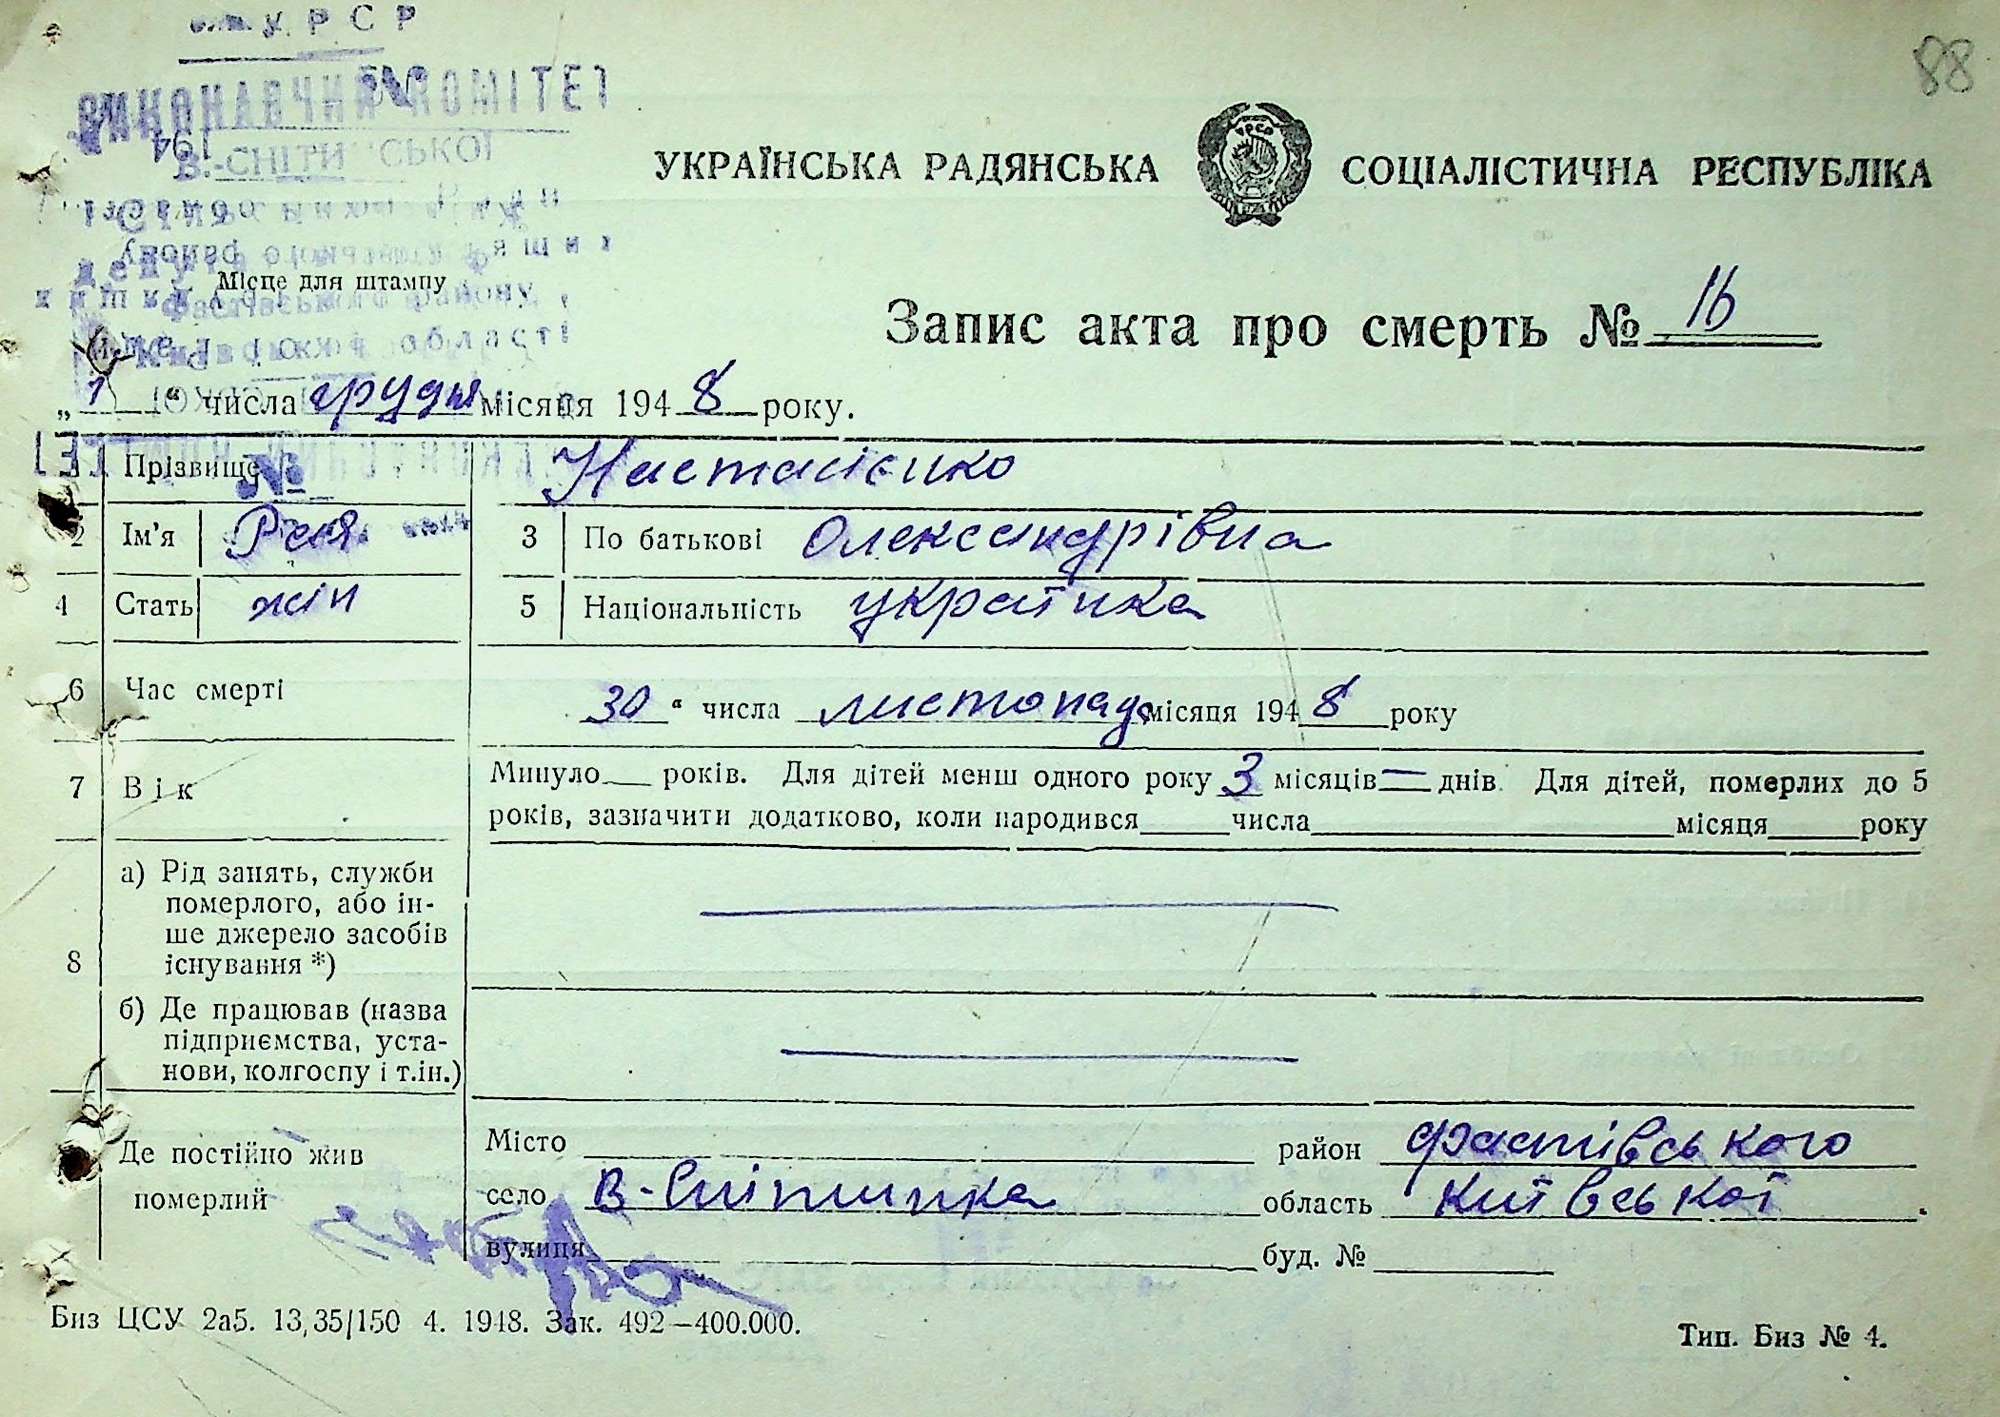 УРСР
88
ВИКОНАВЧИЙ КОМІТЕТ
В.-СНІТИНСЬКОЇ
УКРАЇНСЬКА РАДЯНСЬКА СОЦІАЛІСТИЧНА РЕСПУБЛІКА
Місце для штампу
Фастівського району,
Київської області
Запис акта про смерть № 16
„ 1 “ числа грудня місяця 1948 року.
1 Прізвище Настасієнко
№
2 Ім'я Рая 3 По батькові Олександрівна
4 Стать жін 5 Національність українка
6 Час смерті 30 “ числа листопада місяця 1948 року
7 Вік Минуло років. Для дітей менш одного року 3 місяців — днів. Для дітей, померлих до 5
років, зазначити додатково, коли народився числа місяця року
8 а) Рід занять, служби
померлого, або ін-
ше джерело засобів
існування *)
б) Де працював (назва
підприємства, уста-
нови, колгоспу і т.ін.)
Де постійно жив
померлий
Місто район Фастівського
село В-Снітинка область Київської.
вулиця буд. №
Биз ЦСУ 2а5. 13,35/150 4. 1948. Зак. 492—400.000.
Тип. Биз № 4.